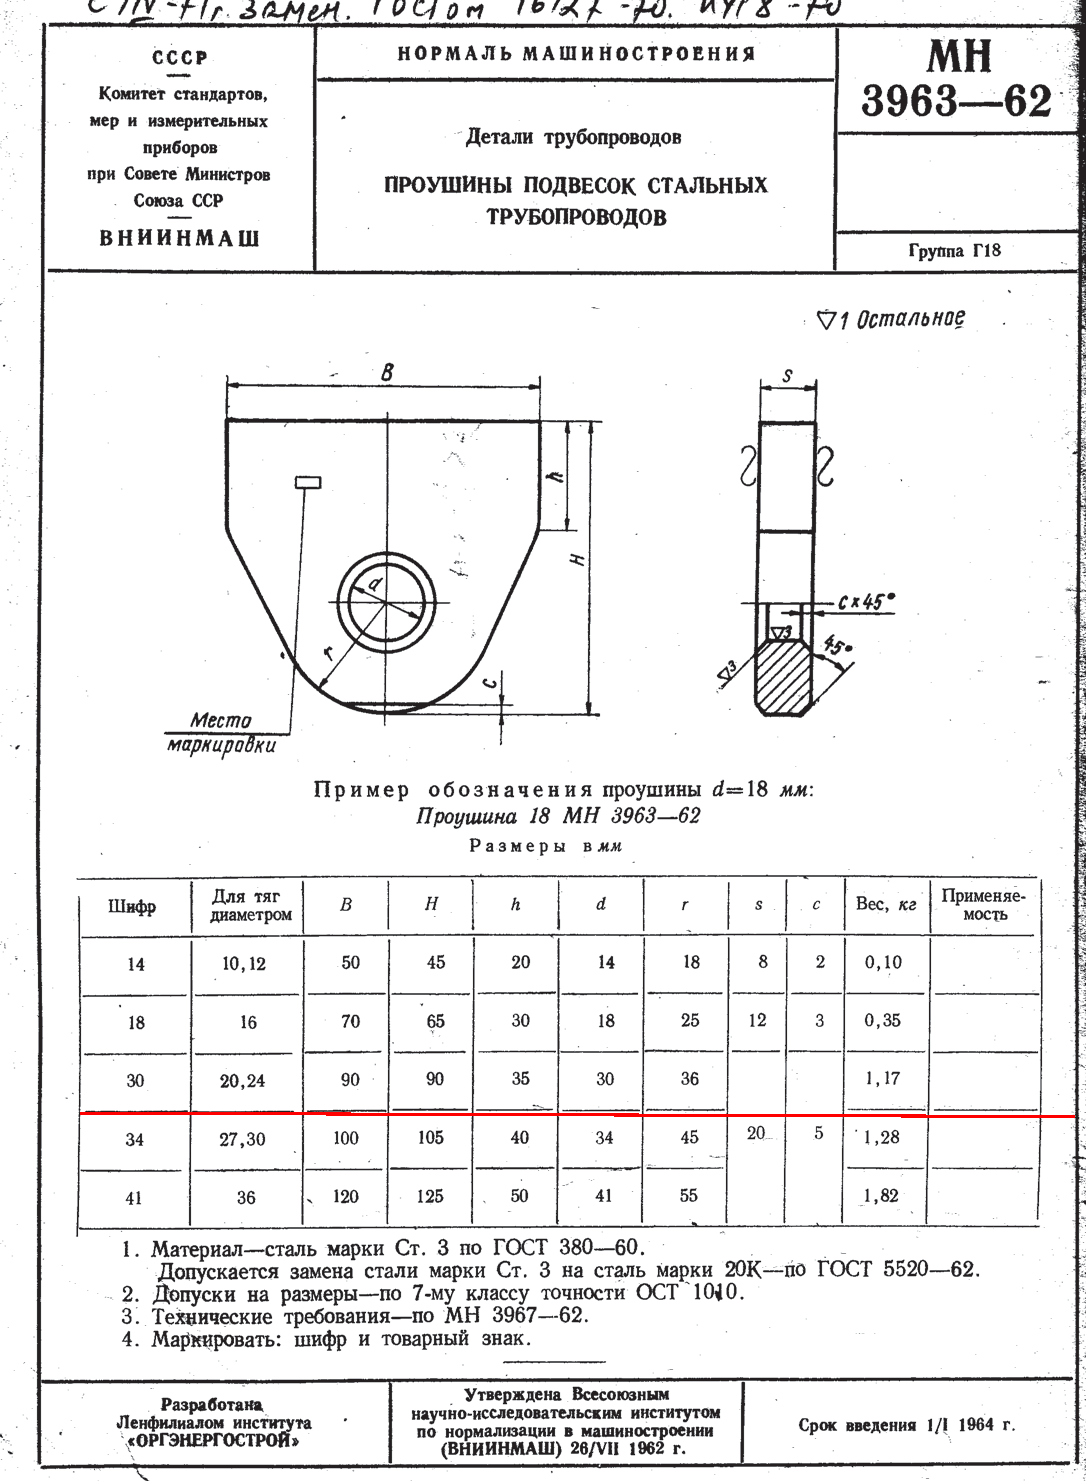 замен. ГОСТом 16127-70.
СССР
Комитет стандартов,
мер и измерительных
приборов
при Совете Министров
Союза ССР
ВНИИНМАШ
НОРМАЛЬ МАШИНОСТРОЕНИЯ
Детали трубопроводов
ПРОУШИНЫ ПОДВЕСОК СТАЛЬНЫХ
ТРУБОПРОВОДОВ
МН
3963—62
Группа Г18
▽1 Остальное
B
s
h
H
d
r
c
c×45°
▽3
▽3
45°
Место
маркировки
Пример обозначения проушины d=18 мм:
Проушина 18 МН 3963—62
Размеры в мм
Шифр Для тяг диаметром B H h d r s c Вес, кг Применяе-мость
14 10,12 50 45 20 14 18 8 2 0,10
18 16 70 65 30 18 25 12 3 0,35
30 20,24 90 90 35 30 36 1,17
34 27,30 100 105 40 34 45 20 5 1,28
41 36 120 125 50 41 55 1,82
1. Материал—сталь марки Ст. 3 по ГОСТ 380—60.
Допускается замена стали марки Ст. 3 на сталь марки 20К—по ГОСТ 5520—62.
2. Допуски на размеры—по 7-му классу точности ОСТ 1010.
3. Технические требования—по МН 3967—62.
4. Маркировать: шифр и товарный знак.
Разработана
Ленфилиалом института
«ОРГЭНЕРГОСТРОЙ»
Утверждена Всесоюзным
научно-исследовательским институтом
по нормализации в машиностроении
(ВНИИНМАШ) 26/VII 1962 г.
Срок введения 1/I 1964 г.